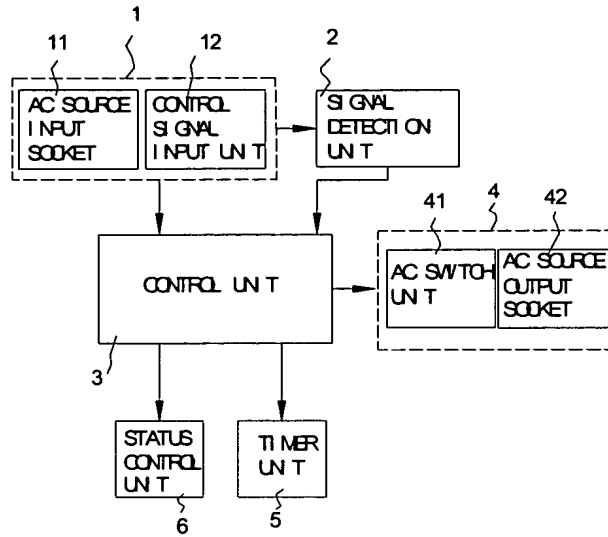 1
11
12
2
AC SOURCE
INPUT
SOCKET
CONTROL
SIGNAL
INPUT UNIT
SIGNAL
DETECTION
UNIT
4
41
42
CONTROL UNIT
AC SWITCH
UNIT
AC SOURCE
OUTPUT
SOCKET
3
STATUS
CONTROL
UNIT
TIMER
UNIT
6
5